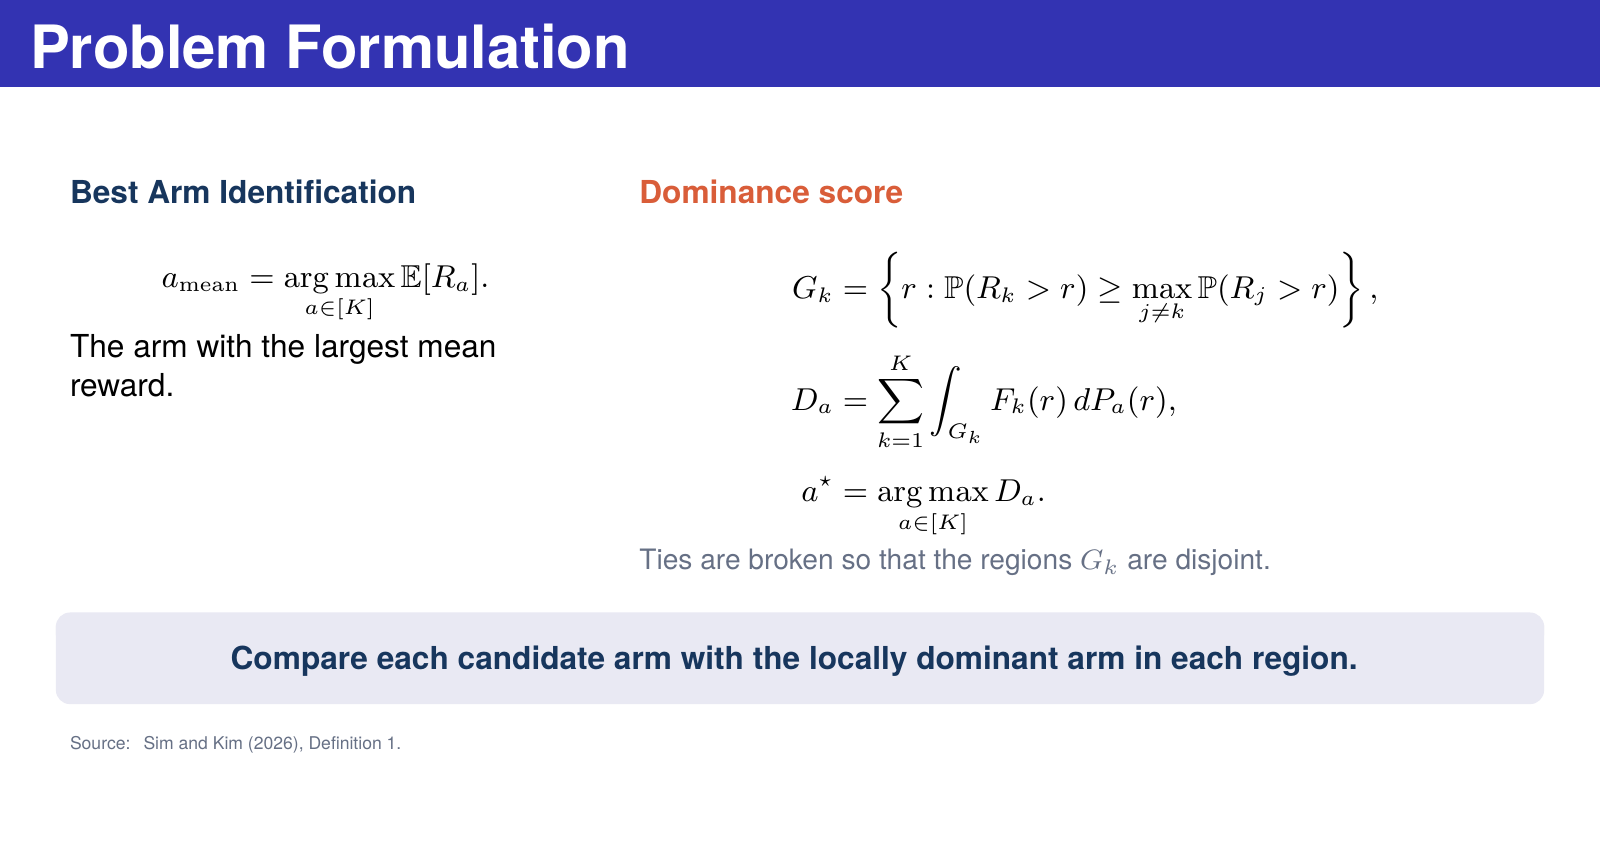 Problem Formulation
Best Arm Identification
a_mean = arg max_{a∈[K]} 𝔼[R_a].
The arm with the largest mean
reward.
Dominance score
G_k = { r : ℙ(R_k > r) ≥ max_{j≠k} ℙ(R_j > r) },
D_a = ∑_{k=1}^{K} ∫_{G_k} F_k(r) dP_a(r),
a^⋆ = arg max_{a∈[K]} D_a.
Ties are broken so that the regions G_k are disjoint.
Compare each candidate arm with the locally dominant arm in each region.
Source: Sim and Kim (2026), Definition 1.